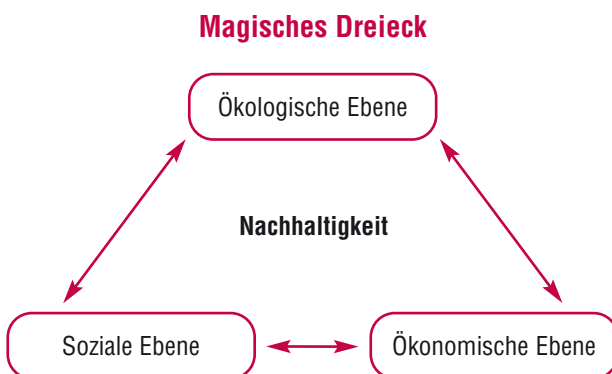 Magisches Dreieck
Ökologische Ebene
Nachhaltigkeit
Soziale Ebene
Ökonomische Ebene